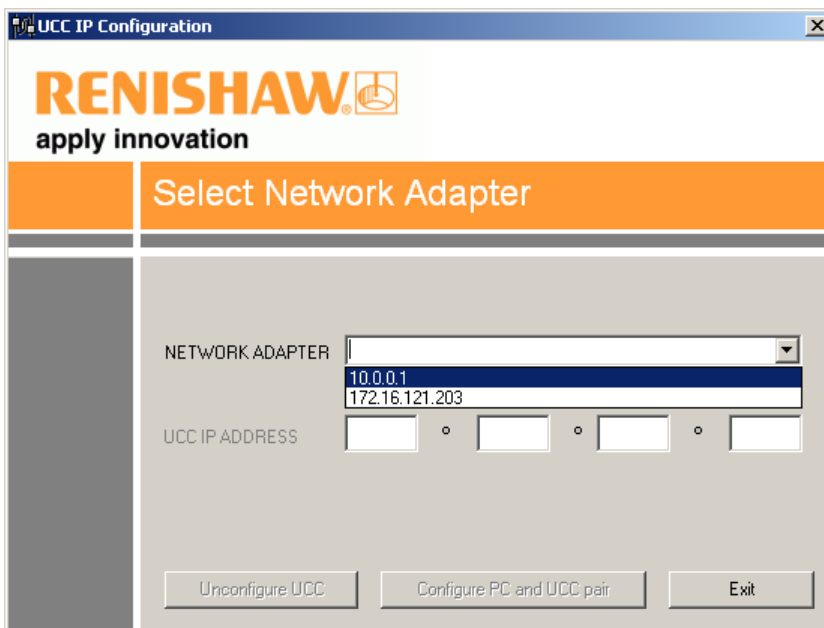 UCC IP Configuration
RENISHAW®
apply innovation
Select Network Adapter
NETWORK ADAPTER
10.0.0.1
172.16.121.203
UCC IP ADDRESS
Unconfigure UCC
Configure PC and UCC pair
Exit